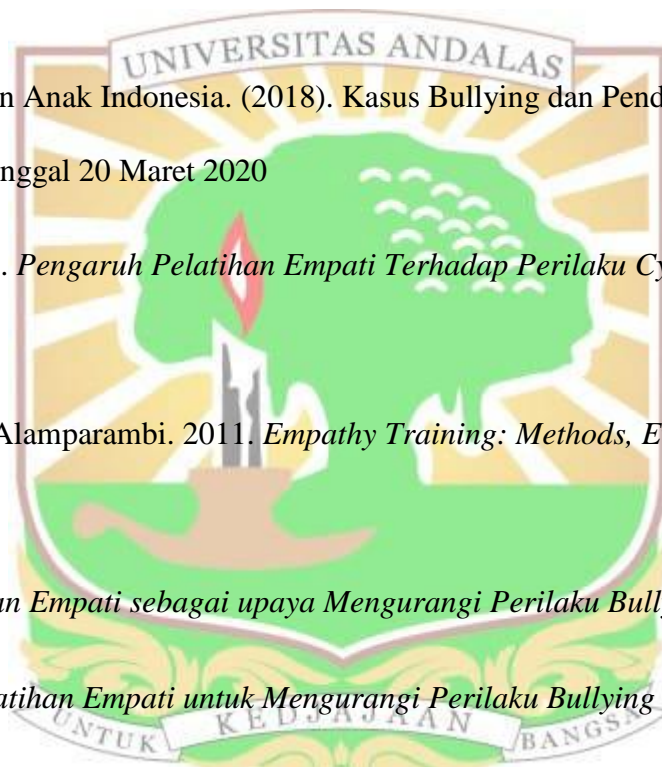 UNIVERSITAS ANDALAS
n Anak Indonesia. (2018). Kasus Bullying dan Pend
nggal 20 Maret 2020
. Pengaruh Pelatihan Empati Terhadap Perilaku Cy
Alamparambi. 2011. Empathy Training: Methods, E
an Empati sebagai upaya Mengurangi Perilaku Bull
atihan Empati untuk Mengurangi Perilaku Bullying
UNTUK KEDJAJAAN BANGSA